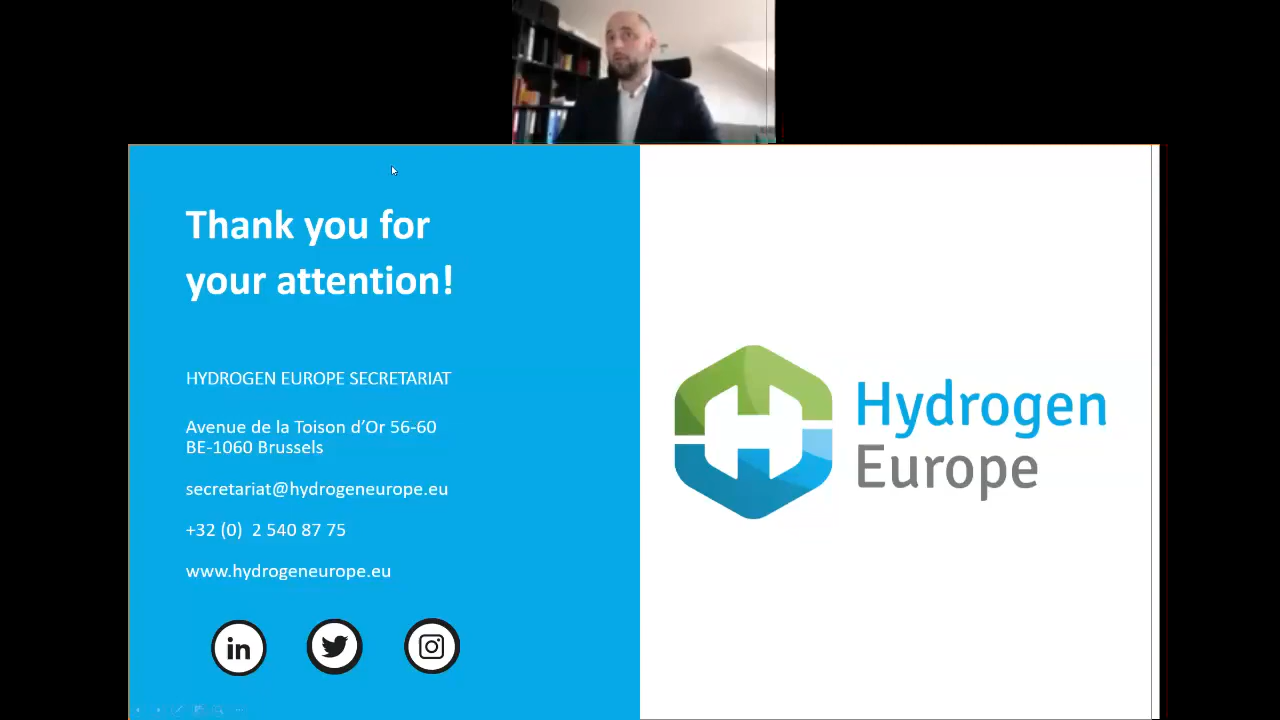 Thank you for
your attention!
HYDROGEN EUROPE SECRETARIAT
Avenue de la Toison d’Or 56-60
BE-1060 Brussels
secretariat@hydrogeneurope.eu
+32 (0)  2 540 87 75
www.hydrogeneurope.eu
in
Hydrogen
Europe